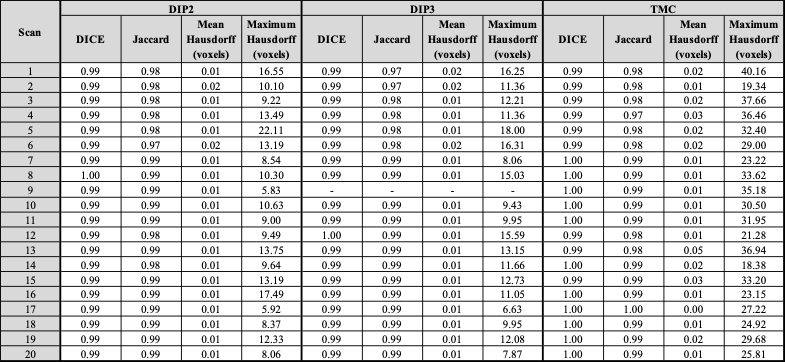 Scan DIP2 DIP3 TMC
DICE Jaccard Mean Hausdorff (voxels) Maximum Hausdorff (voxels) DICE Jaccard Mean Hausdorff (voxels) Maximum Hausdorff (voxels) DICE Jaccard Mean Hausdorff (voxels) Maximum Hausdorff (voxels)
1 0.99 0.98 0.01 16.55 0.99 0.97 0.02 16.25 0.99 0.98 0.02 40.16
2 0.99 0.98 0.02 10.10 0.99 0.97 0.02 11.36 0.99 0.98 0.01 19.34
3 0.99 0.98 0.01 9.22 0.99 0.98 0.01 12.21 0.99 0.98 0.02 37.66
4 0.99 0.98 0.01 13.49 0.99 0.98 0.01 11.36 0.99 0.97 0.03 36.46
5 0.99 0.98 0.01 22.11 0.99 0.98 0.01 18.00 0.99 0.98 0.02 32.40
6 0.99 0.97 0.02 13.19 0.99 0.98 0.02 16.31 0.99 0.98 0.02 29.00
7 0.99 0.99 0.01 8.54 0.99 0.99 0.01 8.06 1.00 0.99 0.01 23.22
8 1.00 0.99 0.01 10.30 0.99 0.99 0.01 15.03 1.00 0.99 0.01 33.62
9 0.99 0.99 0.01 5.83 - - - - 1.00 0.99 0.01 35.18
10 0.99 0.99 0.01 10.63 0.99 0.99 0.01 9.43 1.00 0.99 0.01 30.50
11 0.99 0.99 0.01 9.00 0.99 0.99 0.01 9.95 1.00 0.99 0.01 31.95
12 0.99 0.98 0.01 9.49 1.00 0.99 0.01 15.59 0.99 0.98 0.01 21.28
13 0.99 0.99 0.01 13.75 0.99 0.99 0.01 13.15 0.99 0.98 0.05 36.94
14 0.99 0.98 0.01 9.64 0.99 0.99 0.01 11.66 1.00 0.99 0.02 18.38
15 0.99 0.99 0.01 13.19 0.99 0.99 0.01 12.73 0.99 0.99 0.03 33.20
16 0.99 0.99 0.01 17.49 0.99 0.99 0.01 11.05 1.00 0.99 0.01 23.15
17 0.99 0.99 0.01 5.92 0.99 0.99 0.01 6.63 1.00 1.00 0.00 27.22
18 0.99 0.99 0.01 8.37 0.99 0.99 0.01 9.95 1.00 0.99 0.01 24.92
19 0.99 0.99 0.01 12.33 0.99 0.99 0.01 12.08 1.00 0.99 0.02 29.68
20 0.99 0.99 0.01 8.06 0.99 0.99 0.01 7.87 1.00 0.99 0.01 25.81